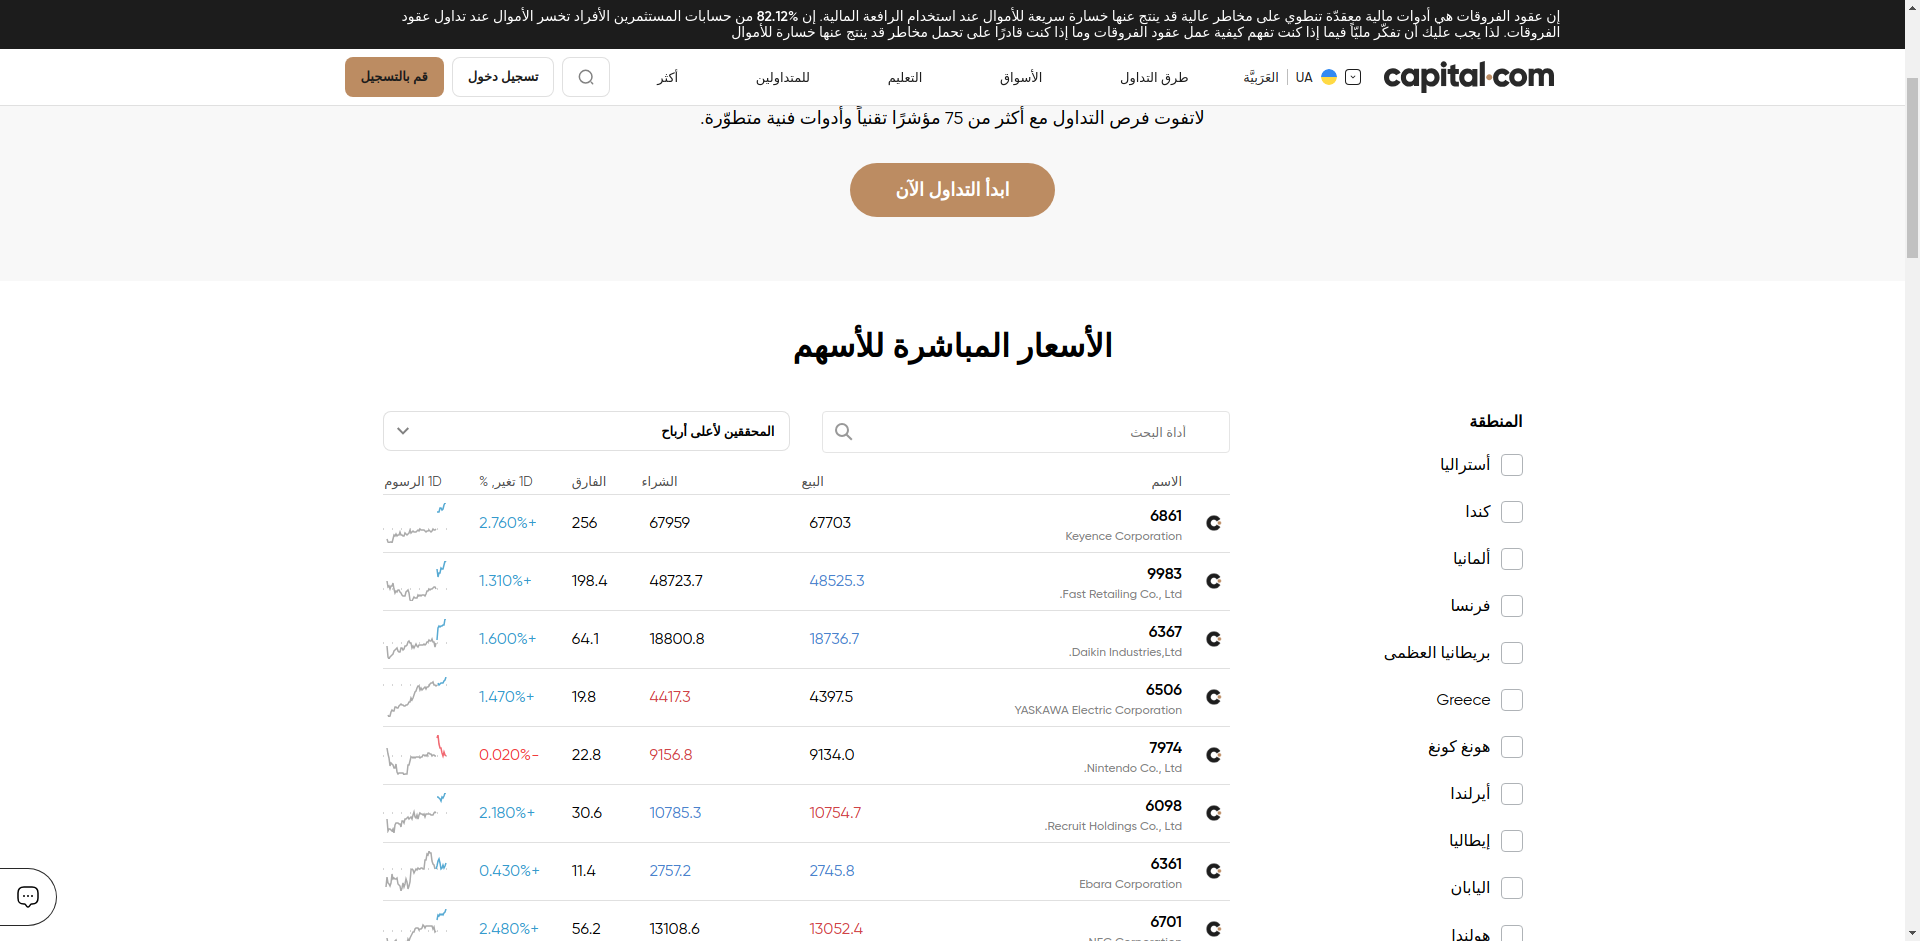 إن عقود الفروقات هي أدوات مالية معقدّة تنطوي على مخاطر عالية قد ينتج عنها خسارة سريعة للأموال عند استخدام الرافعة المالية. إن 82.12% من حسابات المستثمرين الأفراد تخسر الأموال عند تداول عقود
الفروقات. لذا يجب عليك أن تفكّر مليّاً فيما إذا كنت تفهم كيفية عمل عقود الفروقات وما إذا كنت قادرًا على تحمل مخاطر قد ينتج عنها خسارة للأموال
capital.com UA العَرَبِيَّة طرق التداول الأسواق التعليم للمتداولين أكثر تسجيل دخول قم بالتسجيل
لاتفوت فرص التداول مع أكثر من 75 مؤشرًا تقنياً وأدوات فنية متطوّرة.
ابدأ التداول الآن
الأسعار المباشرة للأسهم
المنطقة
أستراليا
كندا
ألمانيا
فرنسا
بريطانيا العظمى
Greece
هونغ كونغ
أيرلندا
إيطاليا
اليابان
هولندا
أداة البحث
المحققين لأعلى أرباح
الاسم البيع الشراء الفارق 1D تغير, % 1D الرسوم
6861 67703 67959 256 2.760%+
Keyence Corporation
9983 48525.3 48723.7 198.4 1.310%+
.Fast Retailing Co., Ltd
6367 18736.7 18800.8 64.1 1.600%+
.Daikin Industries,Ltd
6506 4397.5 4417.3 19.8 1.470%+
YASKAWA Electric Corporation
7974 9134.0 9156.8 22.8 0.020%-
.Nintendo Co., Ltd
6098 10754.7 10785.3 30.6 2.180%+
.Recruit Holdings Co., Ltd
6361 2745.8 2757.2 11.4 0.430%+
Ebara Corporation
6701 13052.4 13108.6 56.2 2.480%+
NEC Corporation